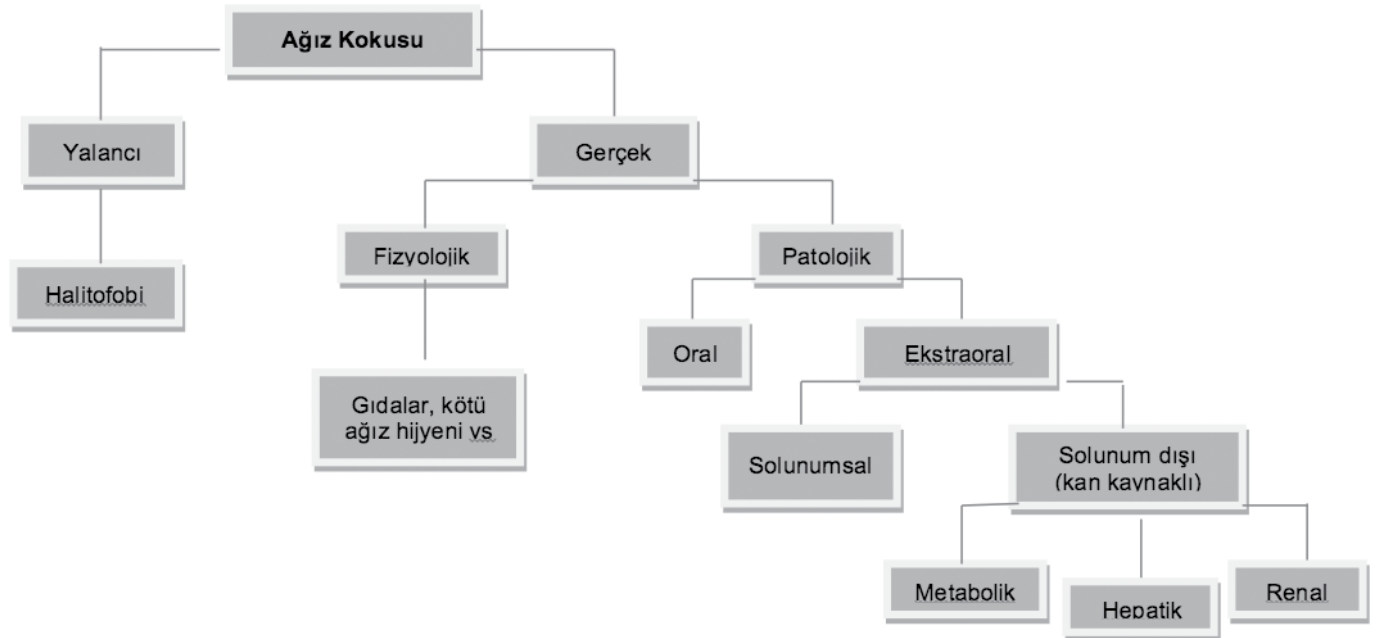 Ağız Kokusu
Yalancı
Gerçek
Fizyolojik
Patolojik
Halitofobi
Oral
Ekstraoral
Gıdalar, kötü
ağız hijyeni vs
Solunumsal
Solunum dışı
(kan kaynaklı)
Metabolik
Hepatik
Renal